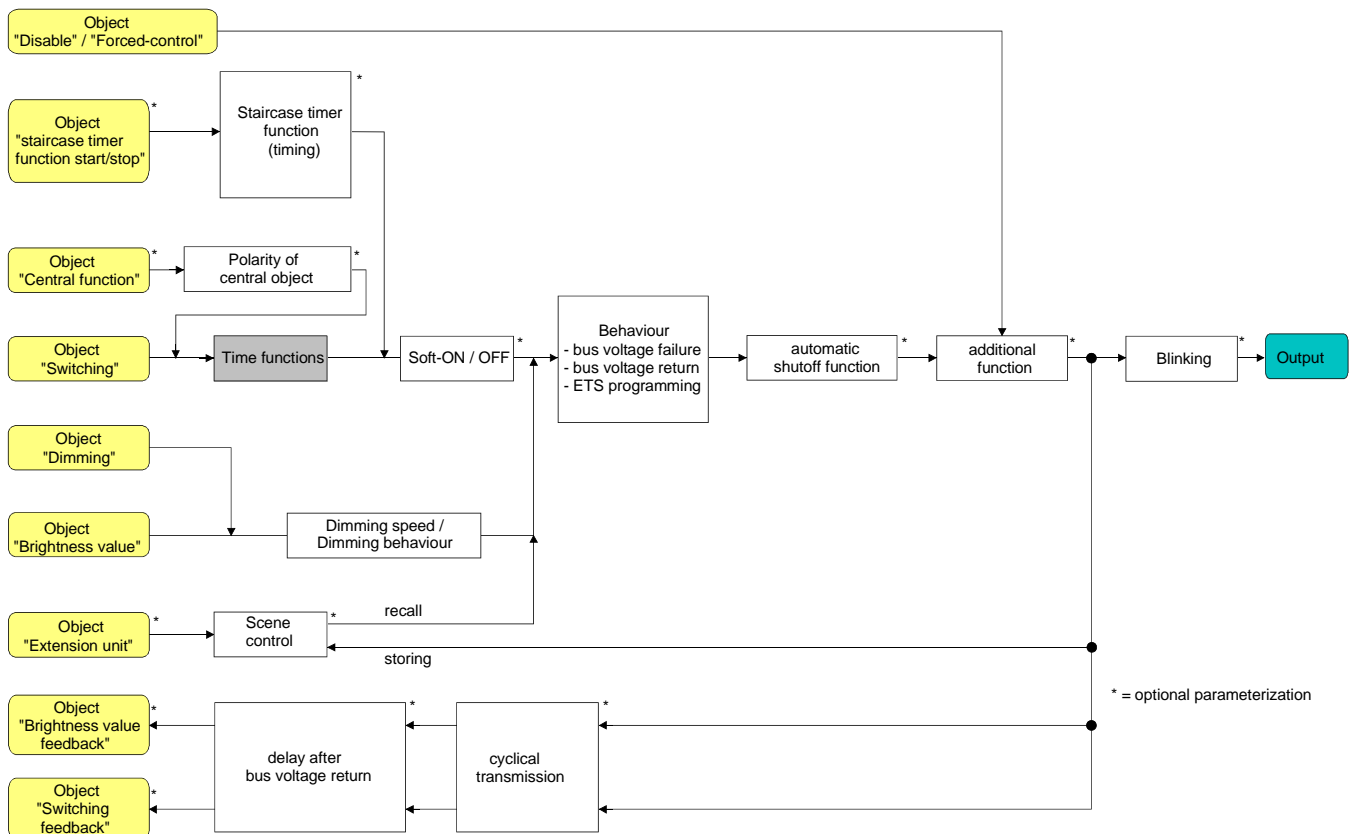 Object
"Disable" / "Forced-control"
*
Object
"staircase timer
function start/stop"
*
Staircase timer
function
(timing)
*
Object
"Central function"
*
Polarity of
central object
*
Object
"Switching"
Time functions
Soft-ON / OFF
*
Behaviour
- bus voltage failure
- bus voltage return
- ETS programming
automatic
shutoff function
*
additional
function
*
Blinking
*
Output
Object
"Dimming"
Object
"Brightness value"
Dimming speed /
Dimming behaviour
Object
"Extension unit"
*
Scene
control
*
recall
storing
* = optional parameterization
Object
"Brightness value
feedback"
*
delay after
bus voltage return
*
cyclical
transmission
*
Object
"Switching
feedback"
*